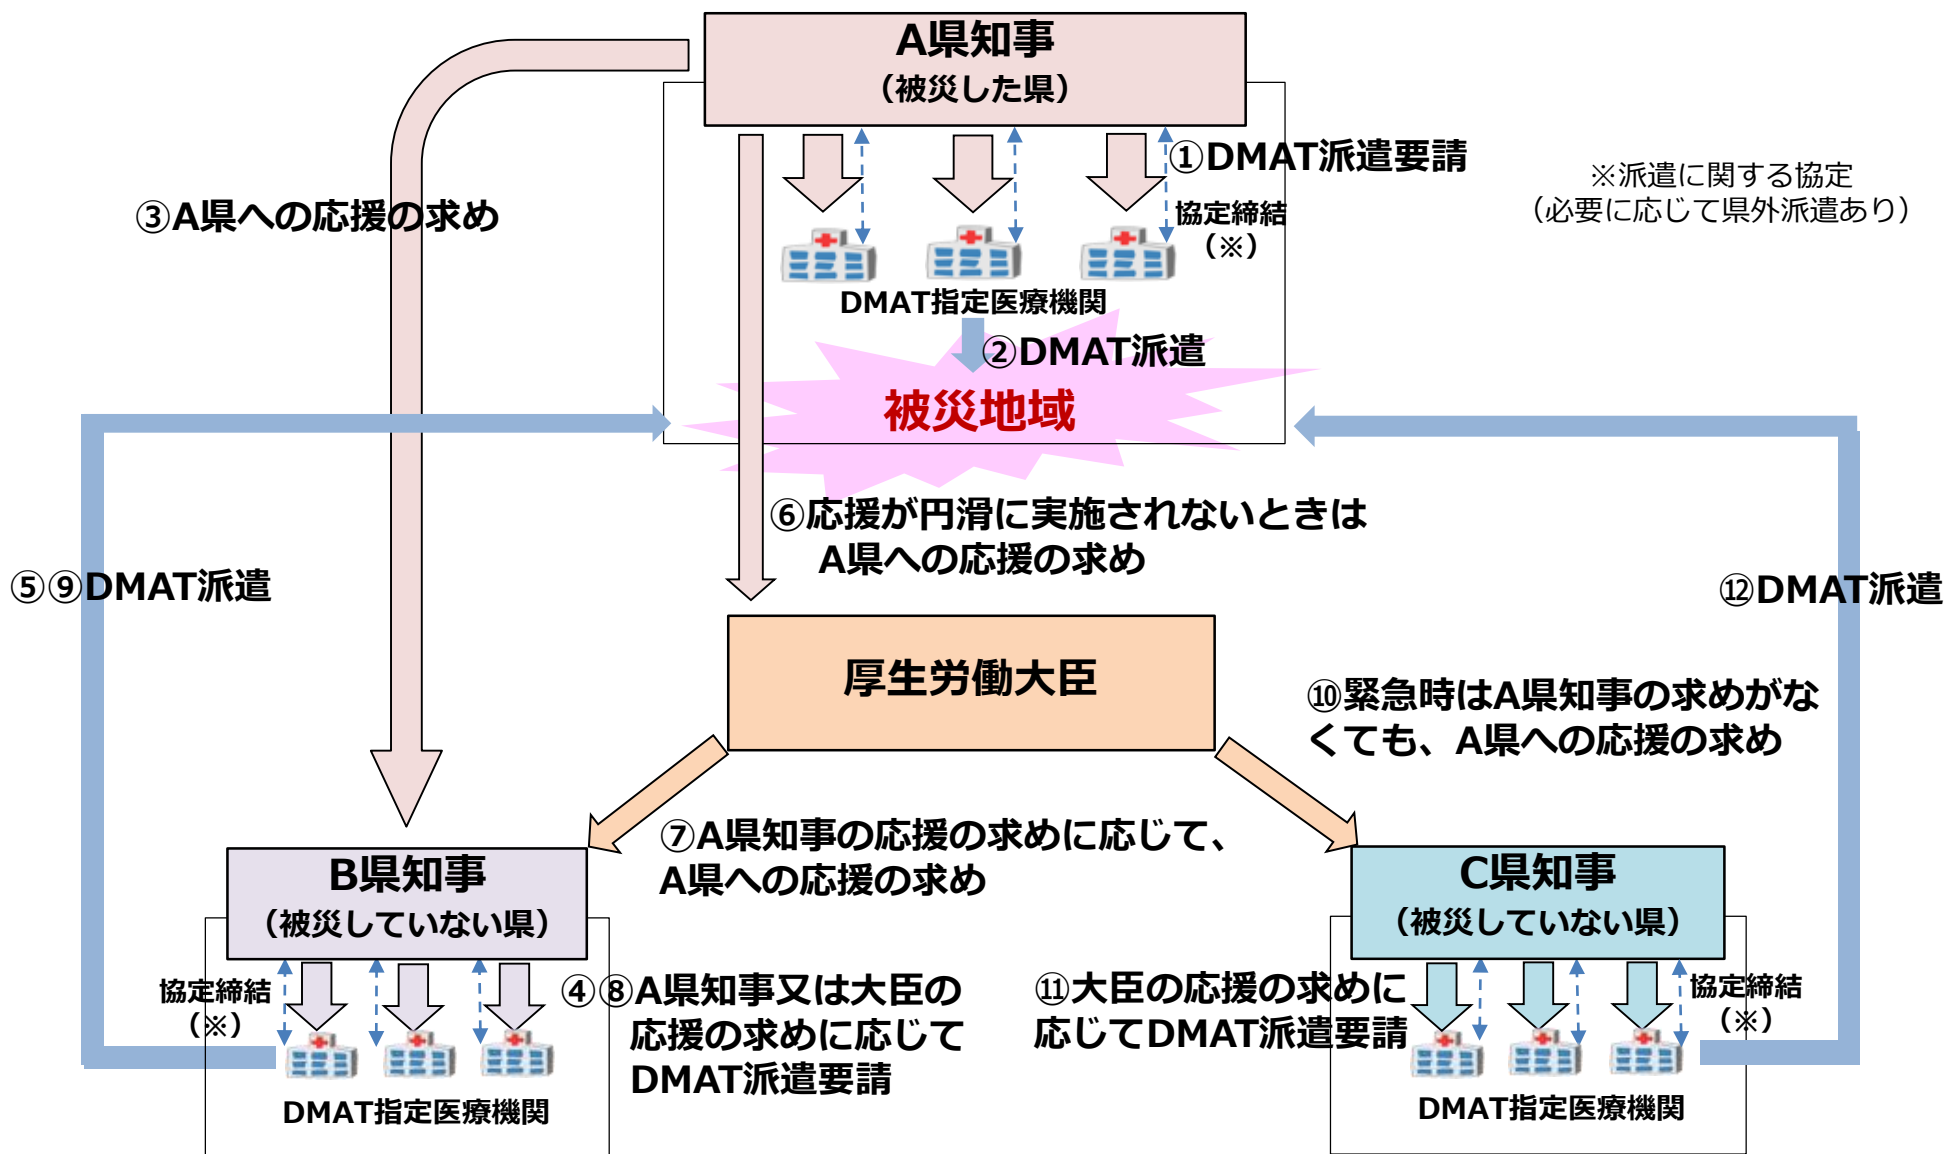 A県知事
（被災した県）
①DMAT派遣要請
※派遣に関する協定
（必要に応じて県外派遣あり）
③A県への応援の求め
協定締結
（※）
DMAT指定医療機関
②DMAT派遣
被災地域
⑥応援が円滑に実施されないときは
A県への応援の求め
⑤⑨DMAT派遣
⑫DMAT派遣
厚生労働大臣
⑩緊急時はA県知事の求めがな
くても、A県への応援の求め
⑦A県知事の応援の求めに応じて、
A県への応援の求め
B県知事
（被災していない県）
C県知事
（被災していない県）
協定締結
（※）
④⑧A県知事又は大臣の
応援の求めに応じて
DMAT派遣要請
⑪大臣の応援の求めに
応じてDMAT派遣要請
協定締結
（※）
DMAT指定医療機関
DMAT指定医療機関